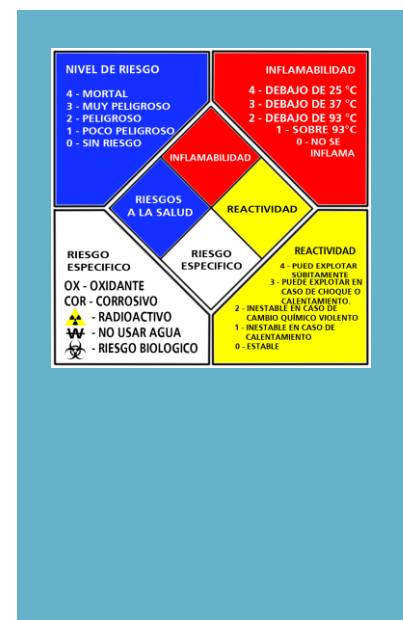 NIVEL DE RIESGO
4 - MORTAL
3 - MUY PELIGROSO
2 - PELIGROSO
1 - POCO PELIGROSO
0 - SIN RIESGO
INFLAMABILIDAD
4 - DEBAJO DE 25 °C
3 - DEBAJO DE 37 °C
2 - DEBAJO DE 93 °C
1 - SOBRE 93°C
0 - NO SE
INFLAMA
INFLAMABILIDAD
RIESGOS
A LA SALUD
REACTIVIDAD
RIESGO
ESPECIFICO
RIESGO
ESPECIFICO
OX - OXIDANTE
COR - CORROSIVO
- RADIOACTIVO
W - NO USAR AGUA
- RIESGO BIOLOGICO
REACTIVIDAD
4 - PUED EXPLOTAR
SÚBITAMENTE
3 - PUEDE EXPLOTAR EN
CASO DE CHOQUE O
CALENTAMIENTO.
2 - INESTABLE EN CASO DE
CAMBIO QUÍMICO VIOLENTO
1 - INESTABLE EN CASO DE
CALENTAMIENTO
0 - ESTABLE